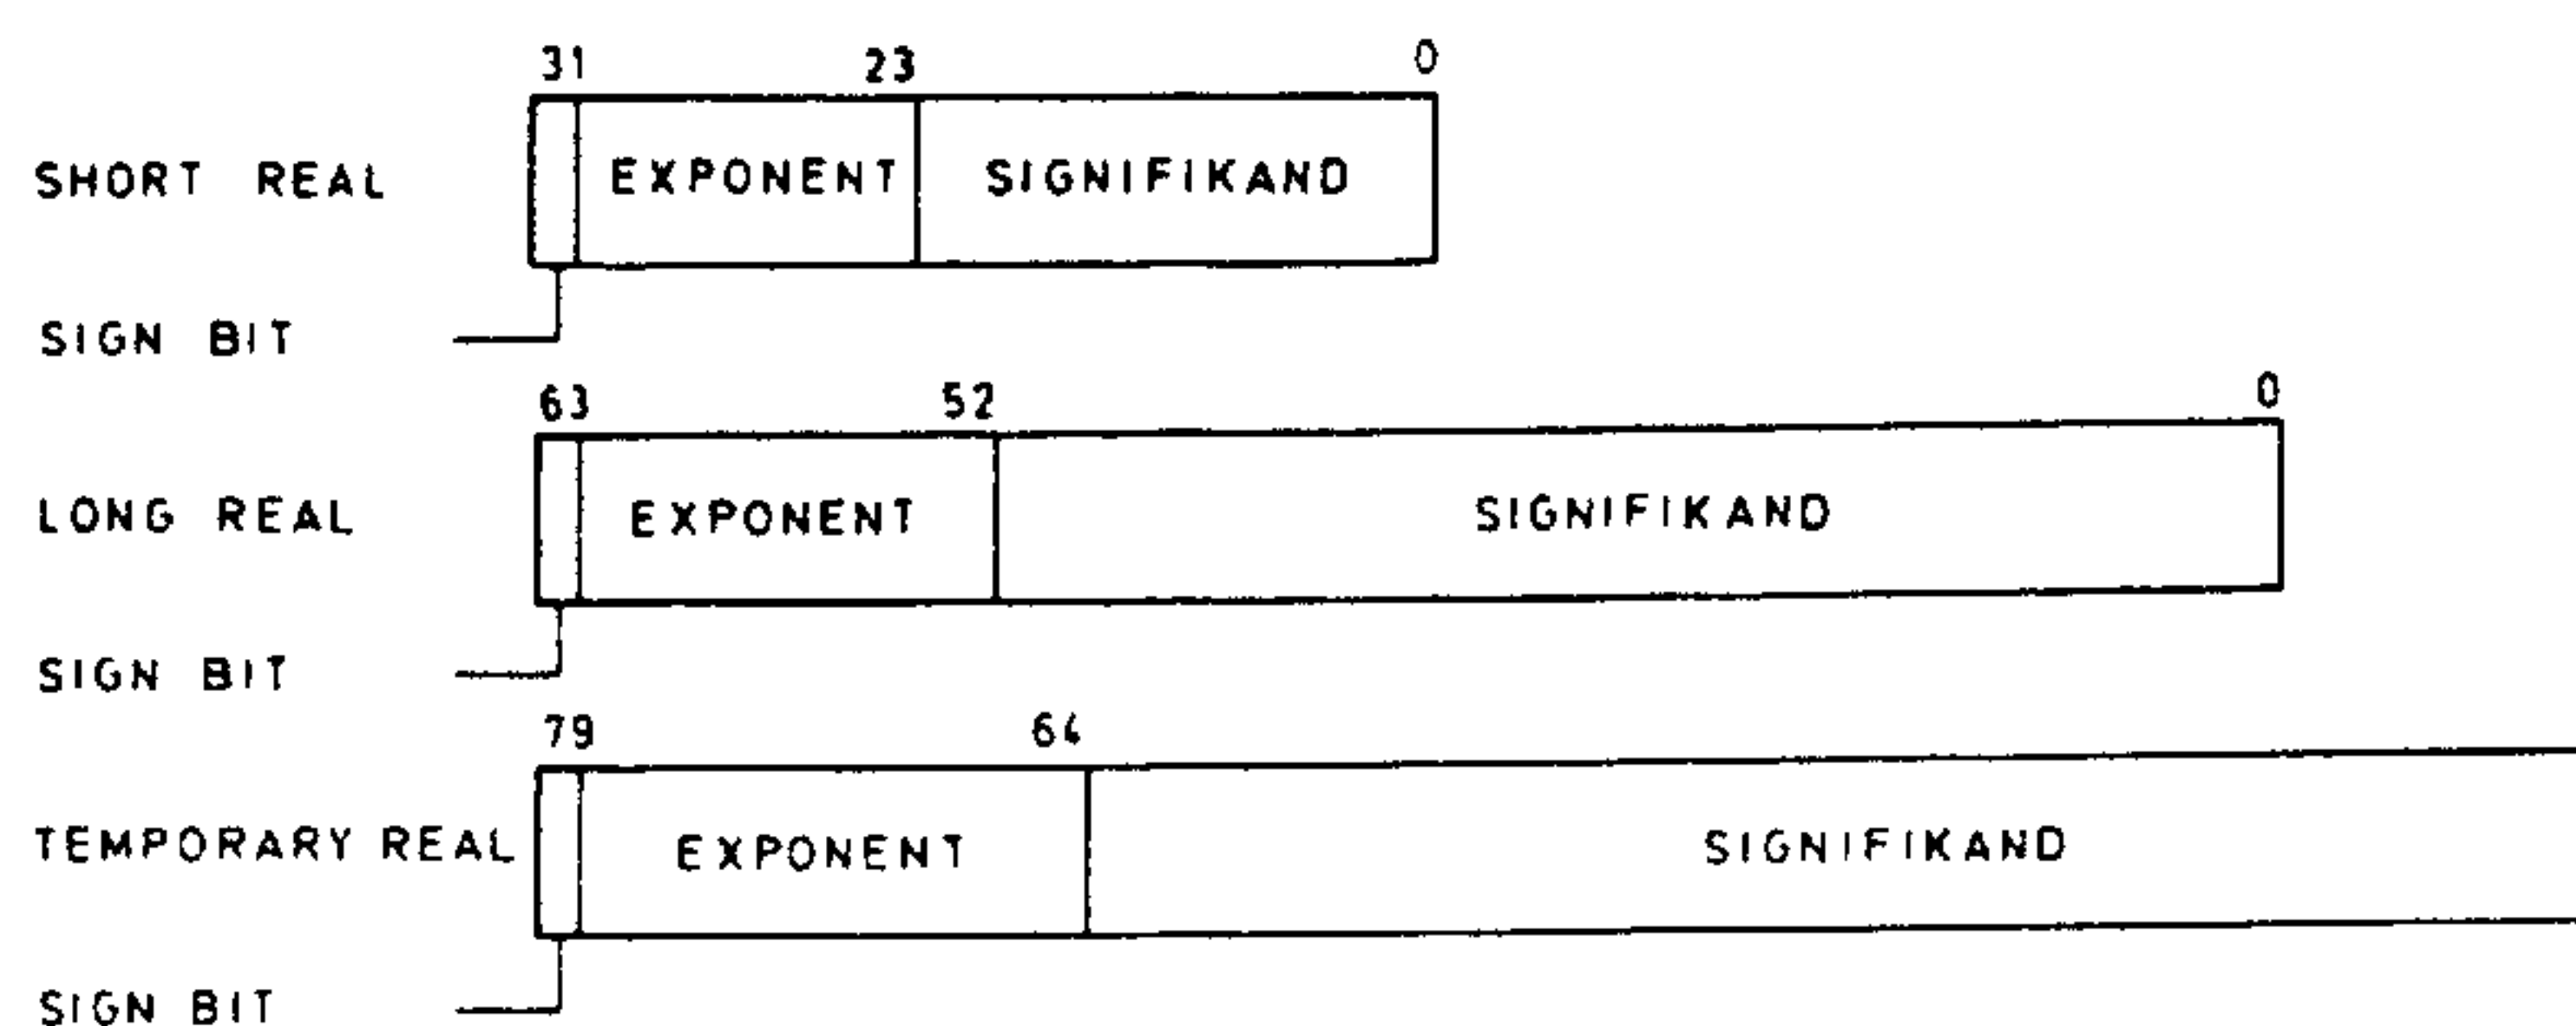 31 23 0
SHORT REAL EXPONENT SIGNIFIKAND
SIGN BIT
63 52 0
LONG REAL EXPONENT SIGNIFIKAND
SIGN BIT
79 64
TEMPORARY REAL EXPONENT SIGNIFIKAND
SIGN BIT